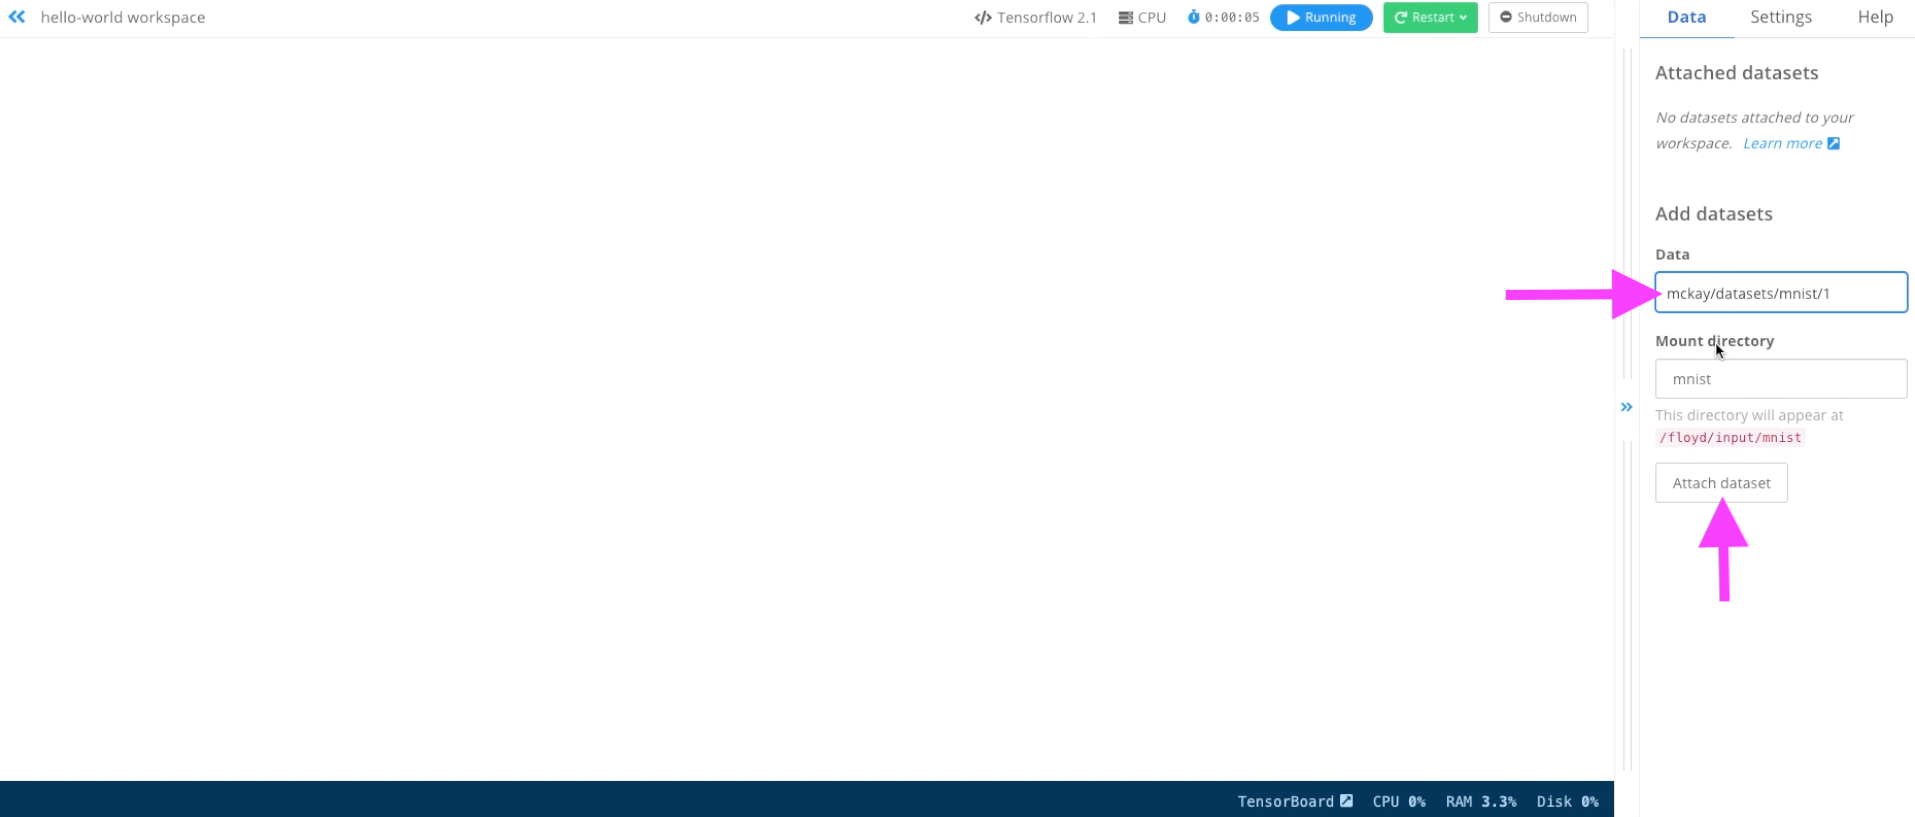 hello-world workspace
Tensorflow 2.1 CPU 0:00:05 Running Restart Shutdown
Data Settings Help
Attached datasets
No datasets attached to your
workspace. Learn more
Add datasets
Data
mckay/datasets/mnist/1
Mount directory
mnist
This directory will appear at
/floyd/input/mnist
Attach dataset
TensorBoard CPU 0% RAM 3.3% Disk 0%